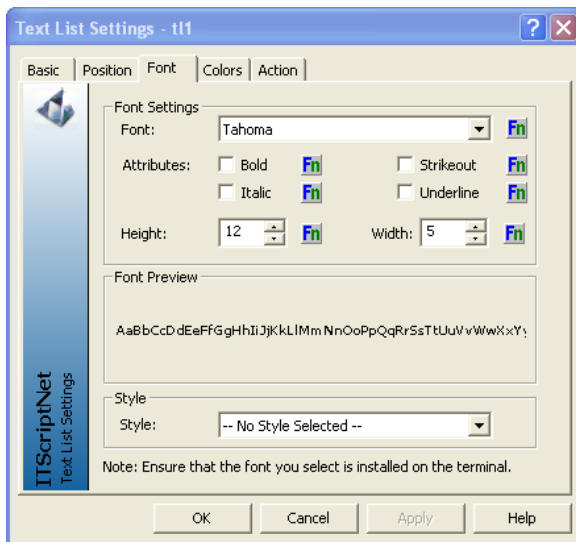 Text List Settings - tl1
Basic Position Font Colors Action
Font Settings
Font: Tahoma Fn
Attributes: Bold Fn Strikeout Fn
Italic Fn Underline Fn
Height: 12 Fn Width: 5 Fn
Font Preview
AaBbCcDdEeFfGgHhIiJjKkLlMmNnOoPpQqRrSsTtUuVvWwXxYy
Style
Style: -- No Style Selected --
Note: Ensure that the font you select is installed on the terminal.
ITScriptNet
Text List Settings
OK Cancel Apply Help